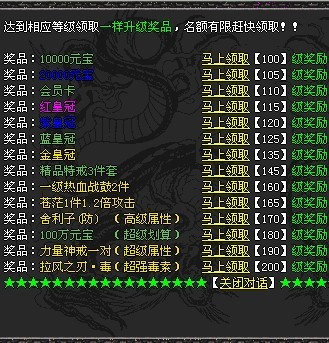 达到相应等级领取一样升级奖品，名额有限赶快领取！！
奖品：10000元宝 马上领取【100】级奖励
奖品：30000元宝 马上领取【105】级奖励
奖品：会员卡 马上领取【110】级奖励
奖品：红皇冠 马上领取【115】级奖励
奖品：蓝皇冠 马上领取【120】级奖励
奖品：蓝皇冠 马上领取【125】级奖励
奖品：金皇冠 马上领取【135】级奖励
奖品：精品特戒3件套 马上领取【145】级奖励
奖品：一级热血战鼓2件 马上领取【160】级奖励
奖品：苍茫1件1.2倍攻击 马上领取【165】级奖励
奖品：舍利子(防)（高级属性） 马上领取【170】级奖励
奖品：100万元宝（超级划算） 马上领取【180】级奖励
奖品：力量神戒一对（超级属性） 马上领取【190】级奖励
奖品：拉风之刃·毒（超强毒素） 马上领取【200】级奖励
★★★★★★★★★★★★★★★★★【关闭对话】★★★★★